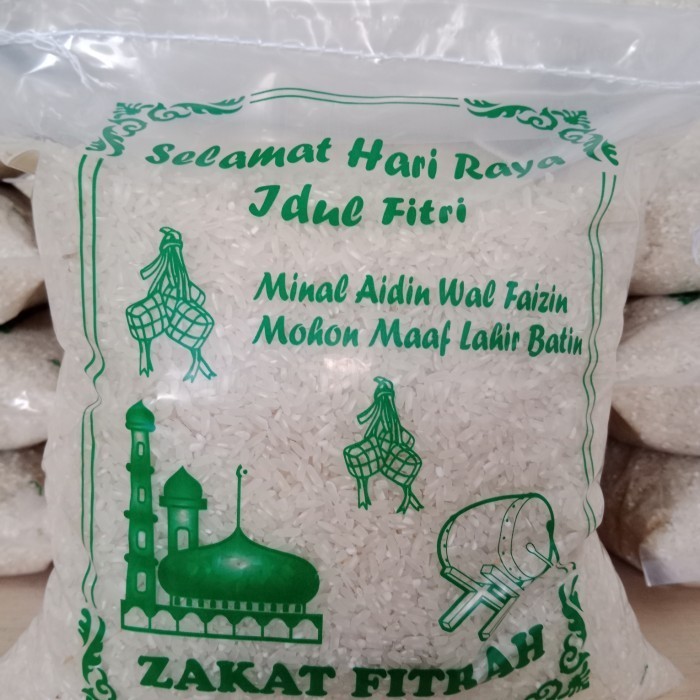 Selamat Hari Raya
Idul Fitri
Minal Aidin Wal Faizin
Mohon Maaf Lahir Batin
ZAKAT FITRAH